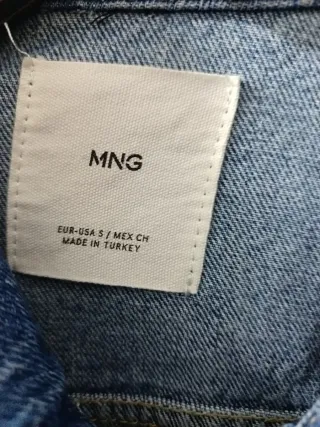 MNG
EUR-USA S / MEX CH
MADE IN TURKEY